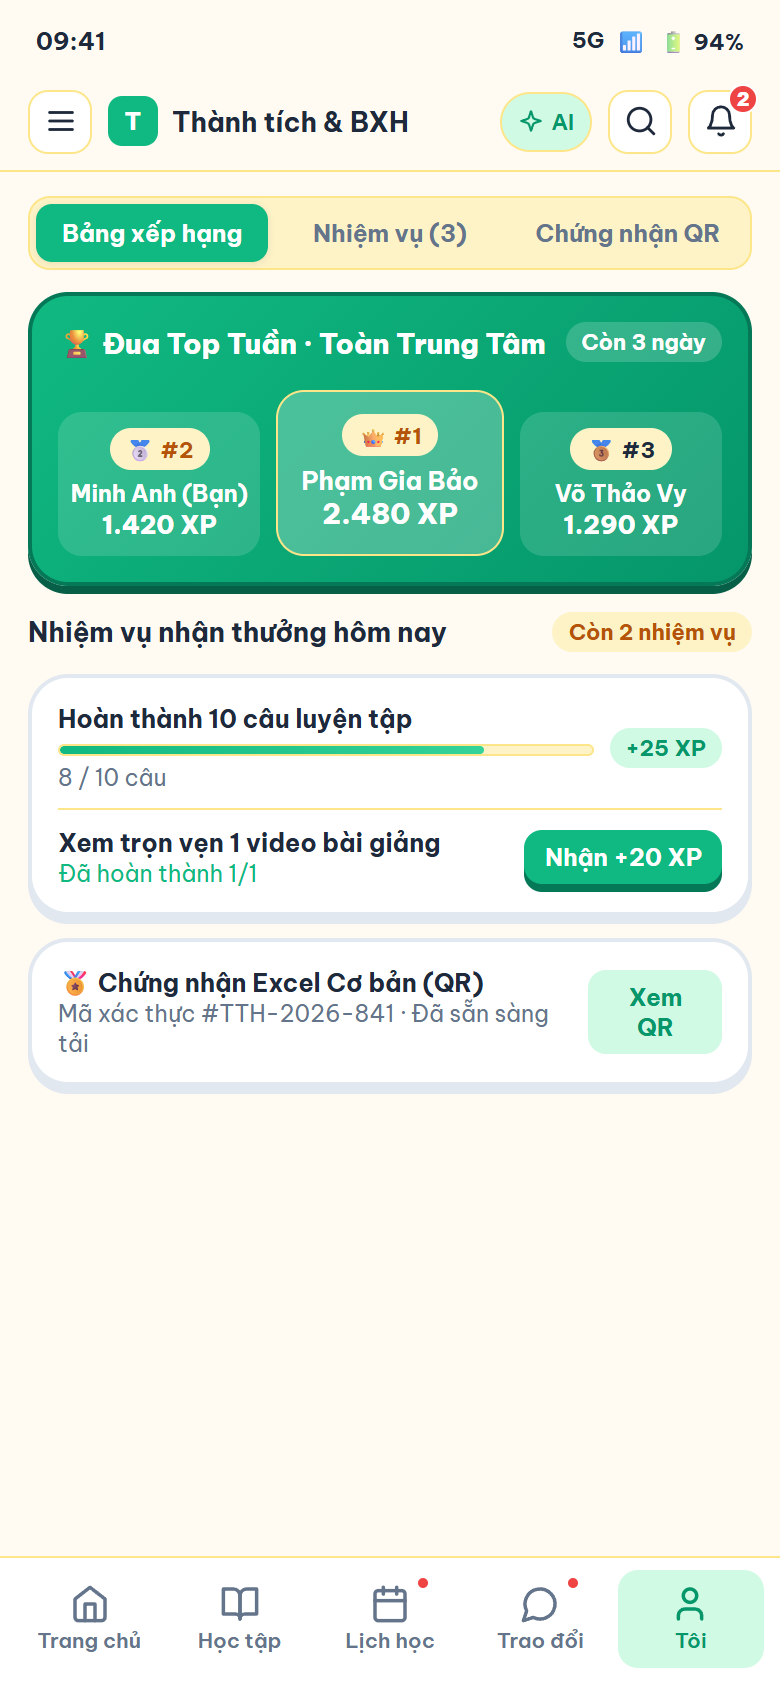 09:41 5G 94%
T Thành tích & BXH AI 2
Bảng xếp hạng Nhiệm vụ (3) Chứng nhận QR
Đua Top Tuần · Toàn Trung Tâm Còn 3 ngày
2 #2
Minh Anh (Bạn)
1.420 XP
#1
Phạm Gia Bảo
2.480 XP
3 #3
Võ Thảo Vy
1.290 XP
Nhiệm vụ nhận thưởng hôm nay Còn 2 nhiệm vụ
Hoàn thành 10 câu luyện tập
8 / 10 câu
+25 XP
Xem trọn vẹn 1 video bài giảng
Đã hoàn thành 1/1
Nhận +20 XP
Chứng nhận Excel Cơ bản (QR)
Mã xác thực #TTH-2026-841 · Đã sẵn sàng
tải
Xem
QR
Trang chủ Học tập Lịch học Trao đổi Tôi